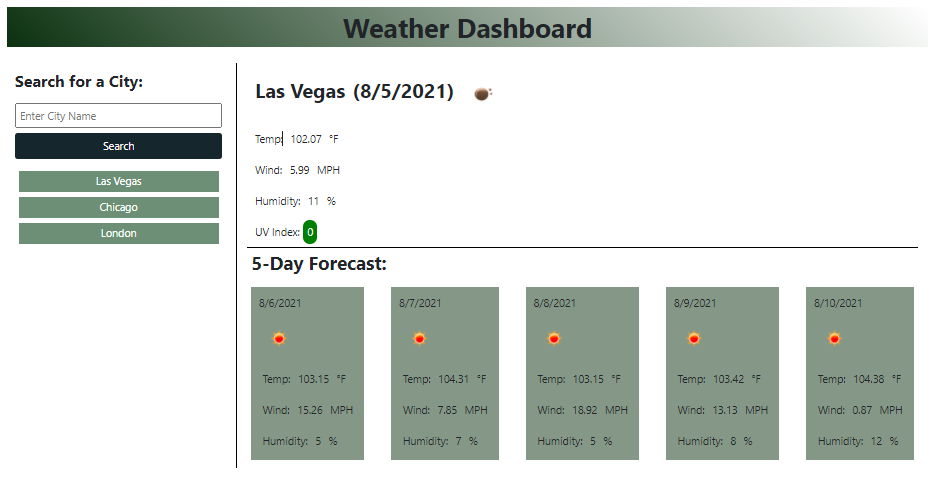 Weather Dashboard
Search for a City:
Enter City Name
Search
Las Vegas
Chicago
London
Las Vegas (8/5/2021)
Temp: 102.07 °F
Wind: 5.99 MPH
Humidity: 11 %
UV Index: 0
5-Day Forecast:
8/6/2021
Temp: 103.15 °F
Wind: 15.26 MPH
Humidity: 5 %
8/7/2021
Temp: 104.31 °F
Wind: 7.85 MPH
Humidity: 7 %
8/8/2021
Temp: 103.15 °F
Wind: 18.92 MPH
Humidity: 5 %
8/9/2021
Temp: 103.42 °F
Wind: 13.13 MPH
Humidity: 8 %
8/10/2021
Temp: 104.38 °F
Wind: 0.87 MPH
Humidity: 12 %